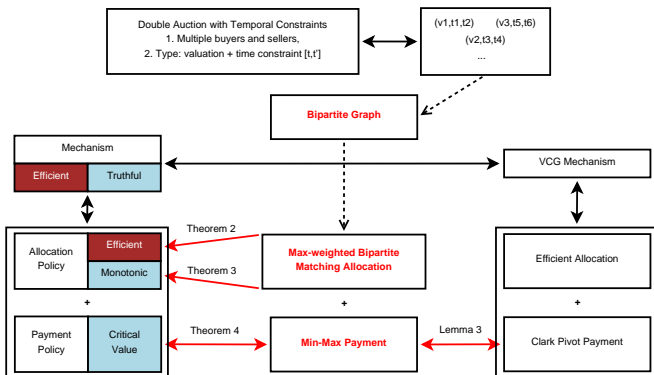 Double Auction with Temporal Constraints
1. Multiple buyers and sellers,
2. Type: valuation + time constraint [t,t']
(v1,t1,t2) (v3,t5,t6)
(v2,t3,t4)
...
Bipartite Graph
Mechanism
Efficient Truthful
VCG Mechanism
Theorem 2
Allocation
Policy
Efficient
Monotonic
Theorem 3
Max-weighted Bipartite
Matching Allocation
Efficient Allocation
+ + +
Payment
Policy
Critical
Value
Theorem 4
Min-Max Payment
Lemma 3
Clark Pivot Payment